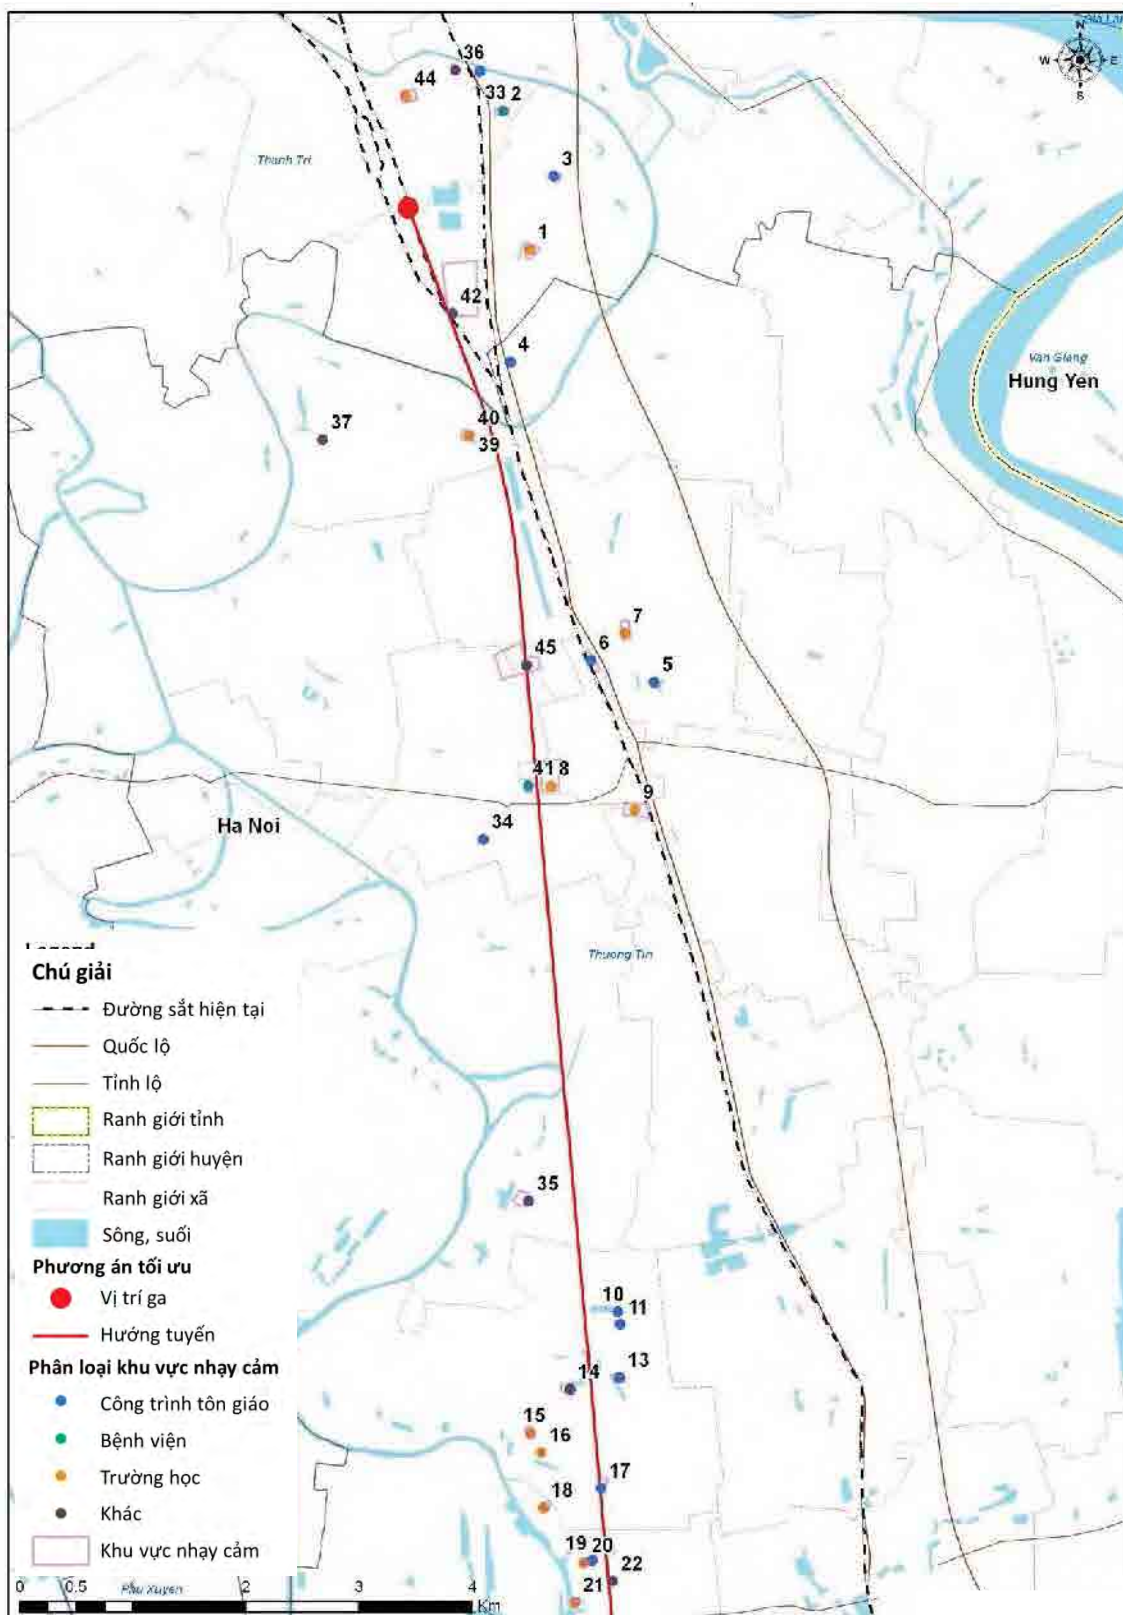 N
W E
S
36
44
33 2
Thanh Tri
3
1
42
4
Van Giang
Hung Yen
37
40
39
7
6
45
5
41 8
9
34
Ha Noi
Thuong Tin
Legend
Chú giải
Đường sắt hiện tại
Quốc lộ
Tỉnh lộ
Ranh giới tỉnh
Ranh giới huyện
Ranh giới xã
Sông, suối
Phương án tối ưu
Vị trí ga
Hướng tuyến
Phân loại khu vực nhạy cảm
Công trình tôn giáo
Bệnh viện
Trường học
Khác
Khu vực nhạy cảm
35
10
11
13
14
15
16
17
18
19 20
22
21
Phu Xuyen
0 0.5 1 2 3 4
Km